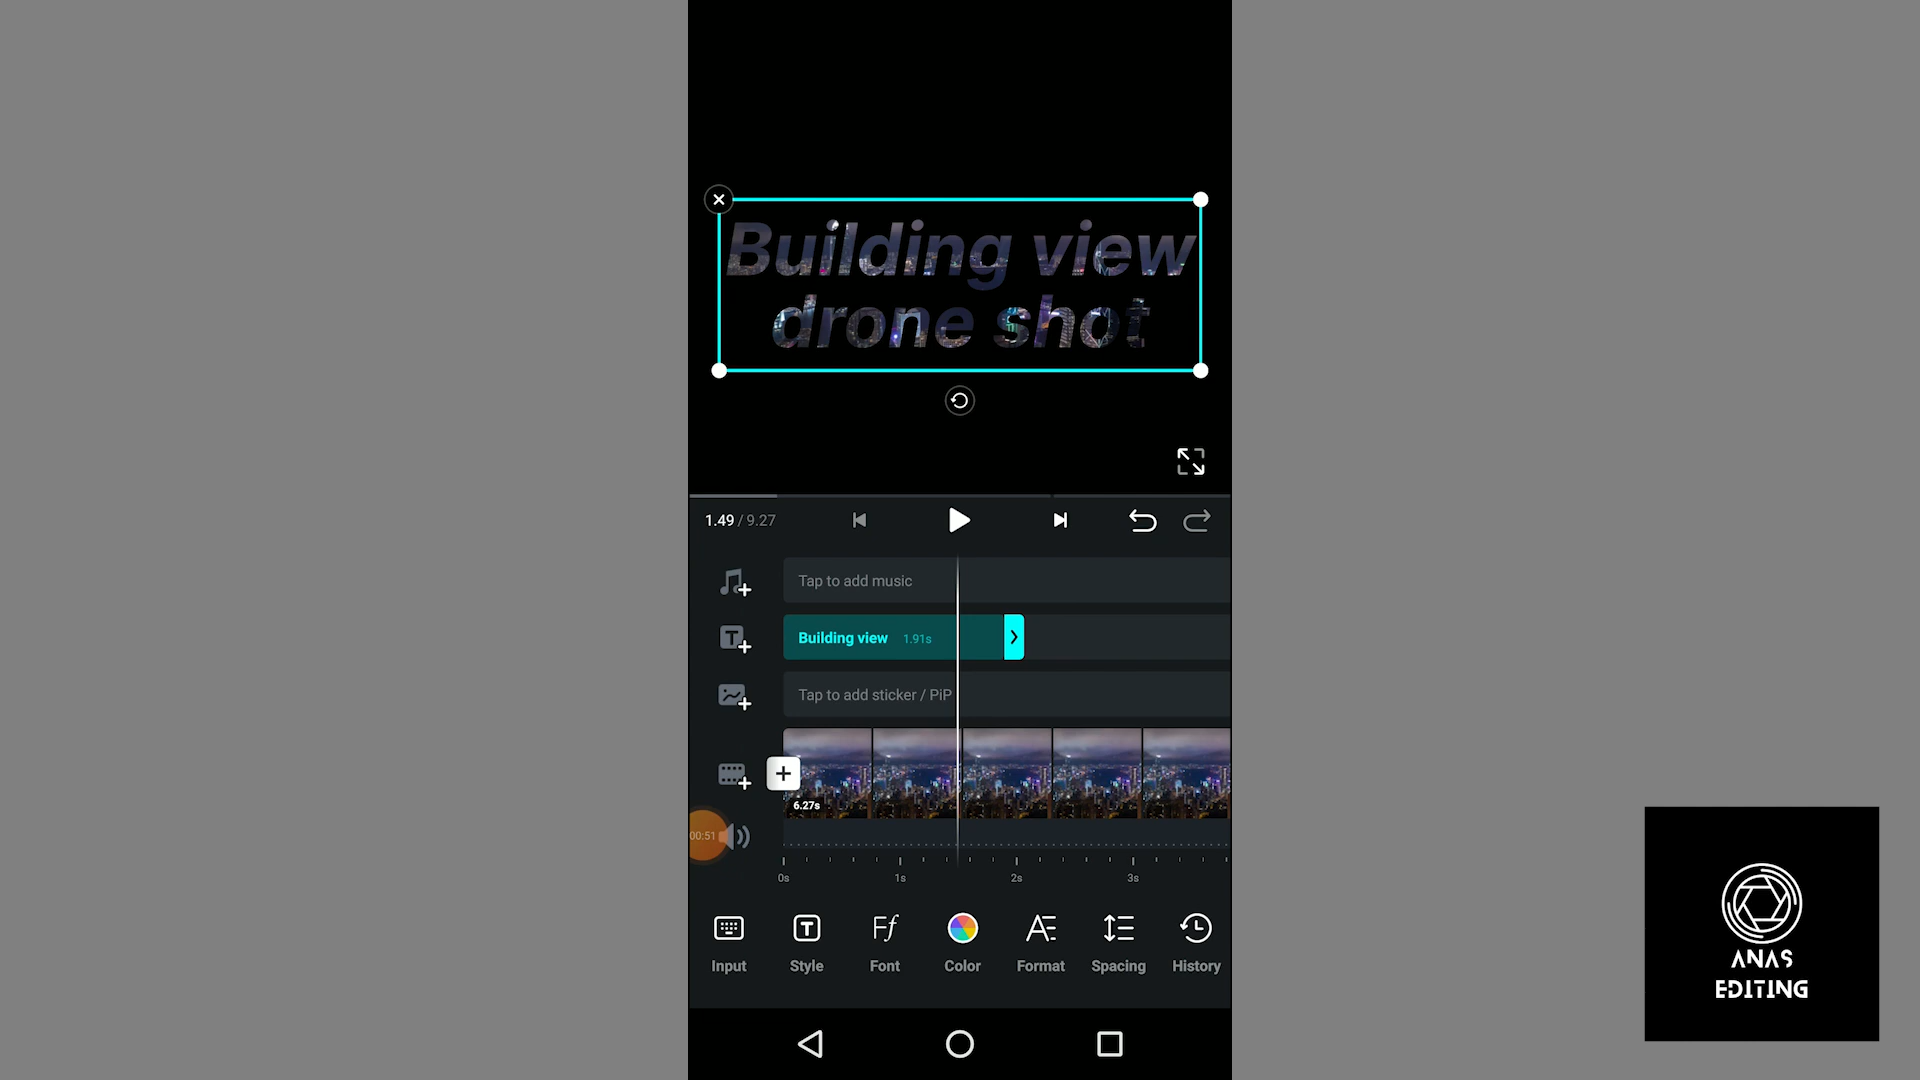 Building view
drone shot
1.49 / 9.27
Tap to add music
Building view 1.91s
Tap to add sticker / PiP
6.27s
00:51
0s 1s 2s 3s
Input Style Font Color Format Spacing History
ANAS
EDITING